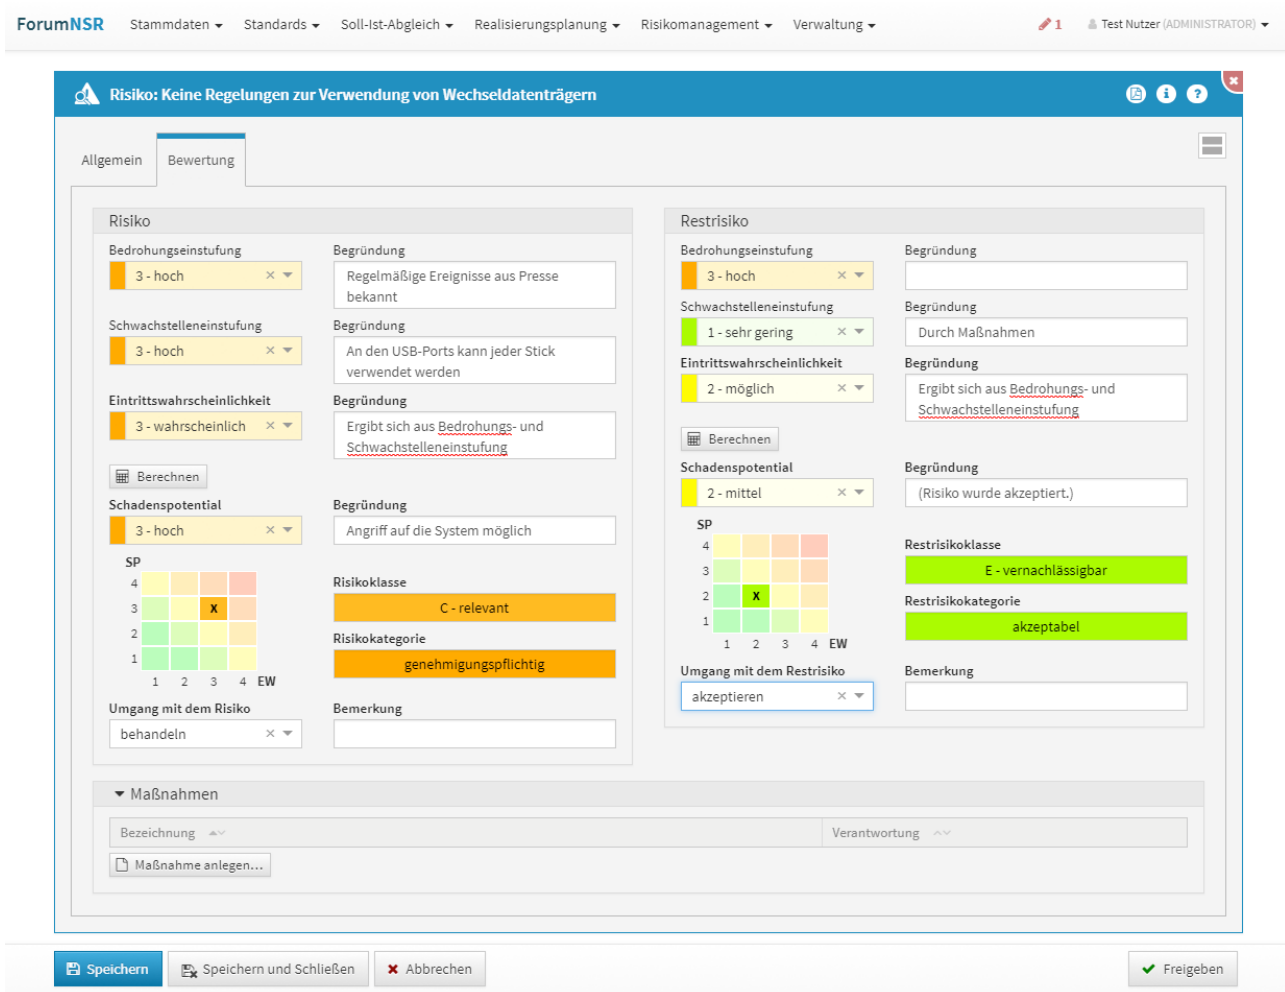 ForumNSR Stammdaten Standards Soll-Ist-Abgleich Realisierungsplanung Risikomanagement Verwaltung 1 Test Nutzer (ADMINISTRATOR)
Risiko: Keine Regelungen zur Verwendung von Wechseldatenträgern
Allgemein Bewertung
Risiko
Bedrohungseinstufung Begründung
3 - hoch Regelmäßige Ereignisse aus Presse
bekannt
Schwachstelleneinstufung Begründung
3 - hoch An den USB-Ports kann jeder Stick
verwendet werden
Eintrittswahrscheinlichkeit Begründung
3 - wahrscheinlich Ergibt sich aus Bedrohungs- und
Schwachstelleneinstufung
Berechnen
Schadenspotential Begründung
3 - hoch Angriff auf die System möglich
SP
4
3 X
2
1
1 2 3 4 EW
Risikoklasse
C - relevant
Risikokategorie
genehmigungspflichtig
Umgang mit dem Risiko Bemerkung
behandeln
Restrisiko
Bedrohungseinstufung Begründung
3 - hoch
Schwachstelleneinstufung Begründung
1 - sehr gering Durch Maßnahmen
Eintrittswahrscheinlichkeit Begründung
2 - möglich Ergibt sich aus Bedrohungs- und
Schwachstelleneinstufung
Berechnen
Schadenspotential Begründung
2 - mittel (Risiko wurde akzeptiert.)
SP
4
3
2 X
1
1 2 3 4 EW
Restrisikoklasse
E - vernachlässigbar
Restrisikokategorie
akzeptabel
Umgang mit dem Restrisiko Bemerkung
akzeptieren
Maßnahmen
Bezeichnung Verantwortung
Maßnahme anlegen...
Speichern Speichern und Schließen Abbrechen Freigeben